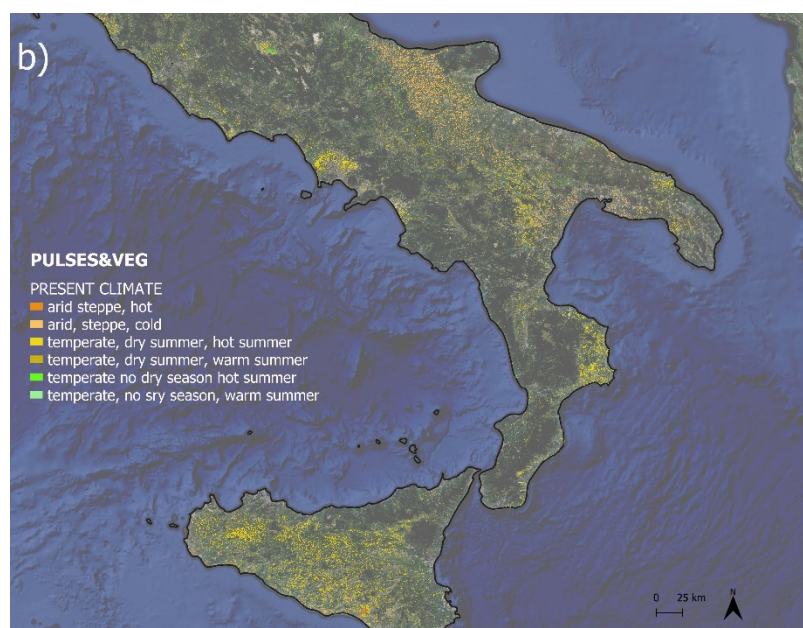 b)
PULSES&VEG
PRESENT CLIMATE
arid steppe, hot
arid, steppe, cold
temperate, dry summer, hot summer
temperate, dry summer, warm summer
temperate no dry season hot summer
temperate, no sry season, warm summer
0 25 km
N